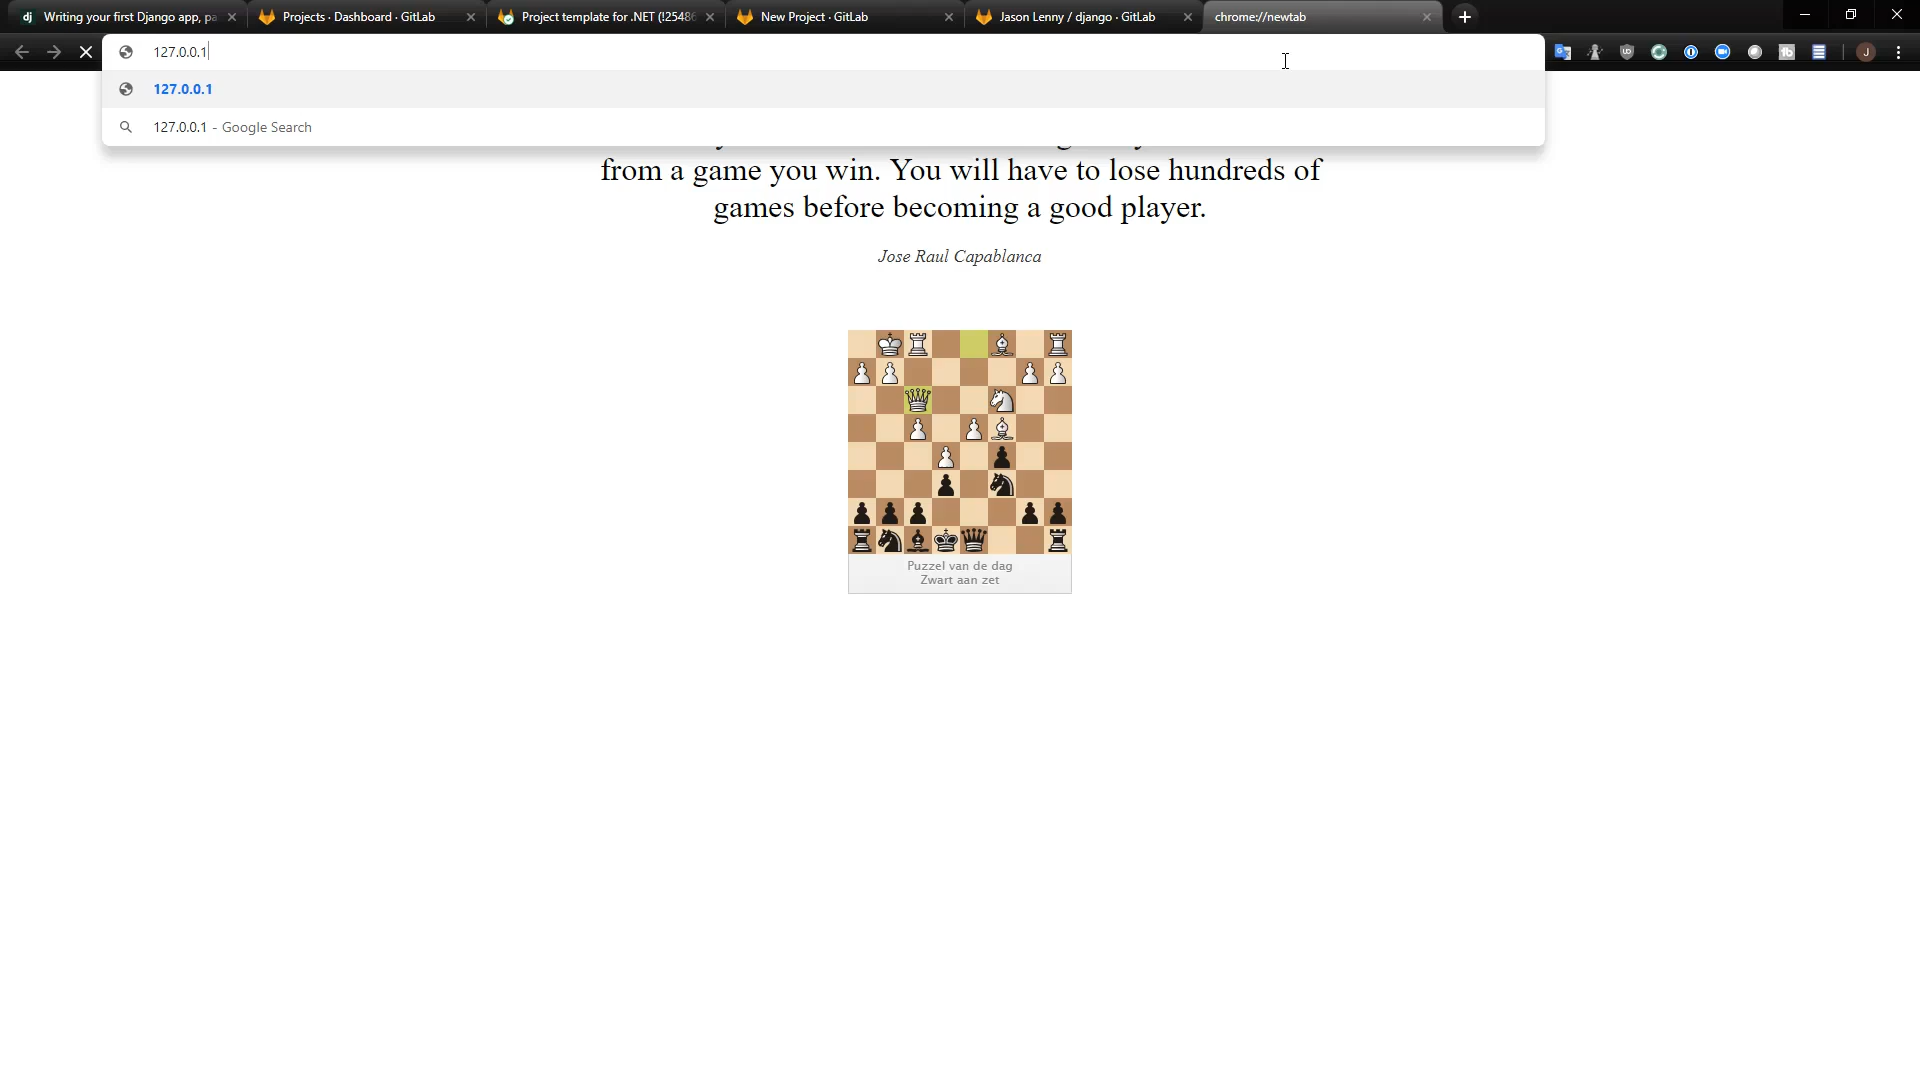 Writing your first Django app, pa
Projects · Dashboard · GitLab
Project template for .NET (!25486
New Project · GitLab
Jason Lenny / django · GitLab
chrome://newtab
127.0.0.1
127.0.0.1
127.0.0.1 - Google Search
from a game you win. You will have to lose hundreds of
games before becoming a good player.
Jose Raul Capablanca
Puzzel van de dag
Zwart aan zet